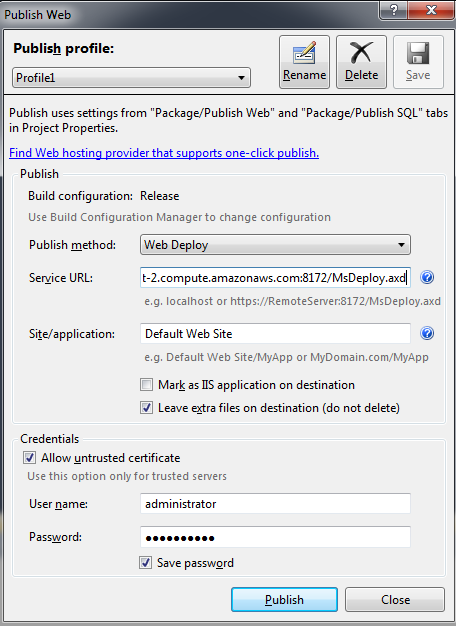 Publish Web
Publish profile:
Profile1
Rename
Delete
Save
Publish uses settings from "Package/Publish Web" and "Package/Publish SQL" tabs
in Project Properties.
Find Web hosting provider that supports one-click publish.
Publish
Build configuration: Release
Use Build Configuration Manager to change configuration
Publish method: Web Deploy
Service URL: t-2.compute.amazonaws.com:8172/MsDeploy.axd
e.g. localhost or https://RemoteServer:8172/MsDeploy.axd
Site/application: Default Web Site
e.g. Default Web Site/MyApp or MyDomain.com/MyApp
Mark as IIS application on destination
Leave extra files on destination (do not delete)
Credentials
Allow untrusted certificate
Use this option only for trusted servers
User name: administrator
Password: ●●●●●●●●●●
Save password
Publish
Close